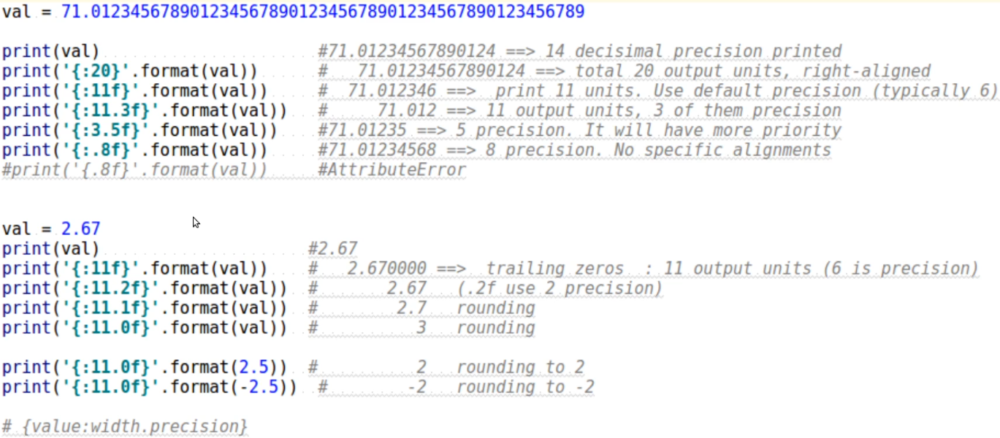 val = 71.01234567890123456789012345678901234567890123456789
print(val)                      #71.01234567890124 ==> 14 decisimal precision printed
print('{:20}'.format(val))      #   71.01234567890124 ==> total 20 output units, right-aligned
print('{:11f}'.format(val))     #  71.012346 ==>  print 11 units. Use default precision (typically 6)
print('{:11.3f}'.format(val))   #     71.012 ==> 11 output units, 3 of them precision
print('{:3.5f}'.format(val))    #71.01235 ==> 5 precision. It will have more priority
print('{:.8f}'.format(val))     #71.01234568 ==> 8 precision. No specific alignments
#print('{.8f}'.format(val))     #AttributeError
val = 2.67
print(val)                     #2.67
print('{:11f}'.format(val))    #   2.670000 ==>  trailing zeros  : 11 output units (6 is precision)
print('{:11.2f}'.format(val))  #       2.67   (.2f use 2 precision)
print('{:11.1f}'.format(val))  #        2.7   rounding
print('{:11.0f}'.format(val))  #          3   rounding
print('{:11.0f}'.format(2.5))  #          2   rounding to 2
print('{:11.0f}'.format(-2.5))  #        -2   rounding to -2
# {value:width.precision}